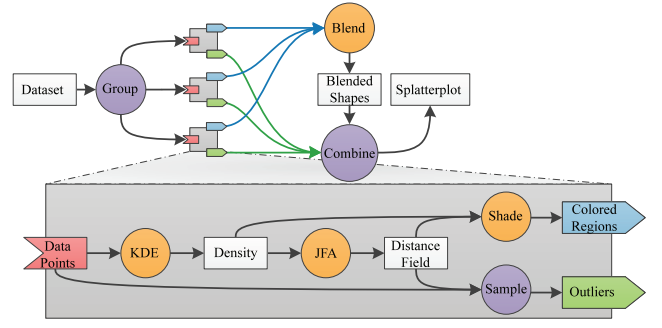 Blend
Dataset
Group
Blended
Shapes
Splatterplot
Combine
Shade
Colored
Regions
Data
Points
KDE
Density
JFA
Distance
Field
Sample
Outliers